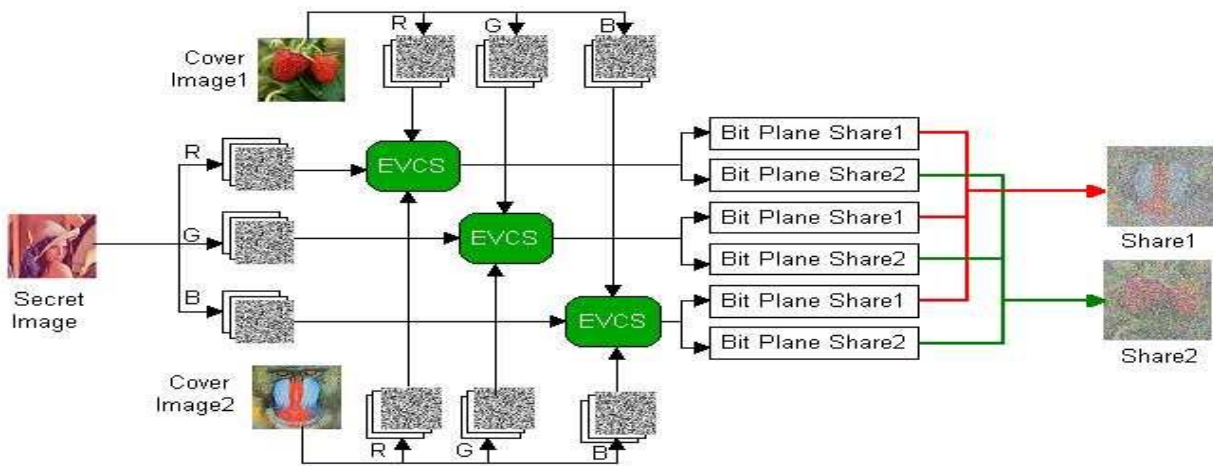 R
G
B
Cover
Image1
R
EVCS
Bit Plane Share1
Bit Plane Share2
G
EVCS
Bit Plane Share1
Bit Plane Share2
Share1
B
EVCS
Bit Plane Share1
Bit Plane Share2
Share2
Secret
Image
Cover
Image2
R
G
B